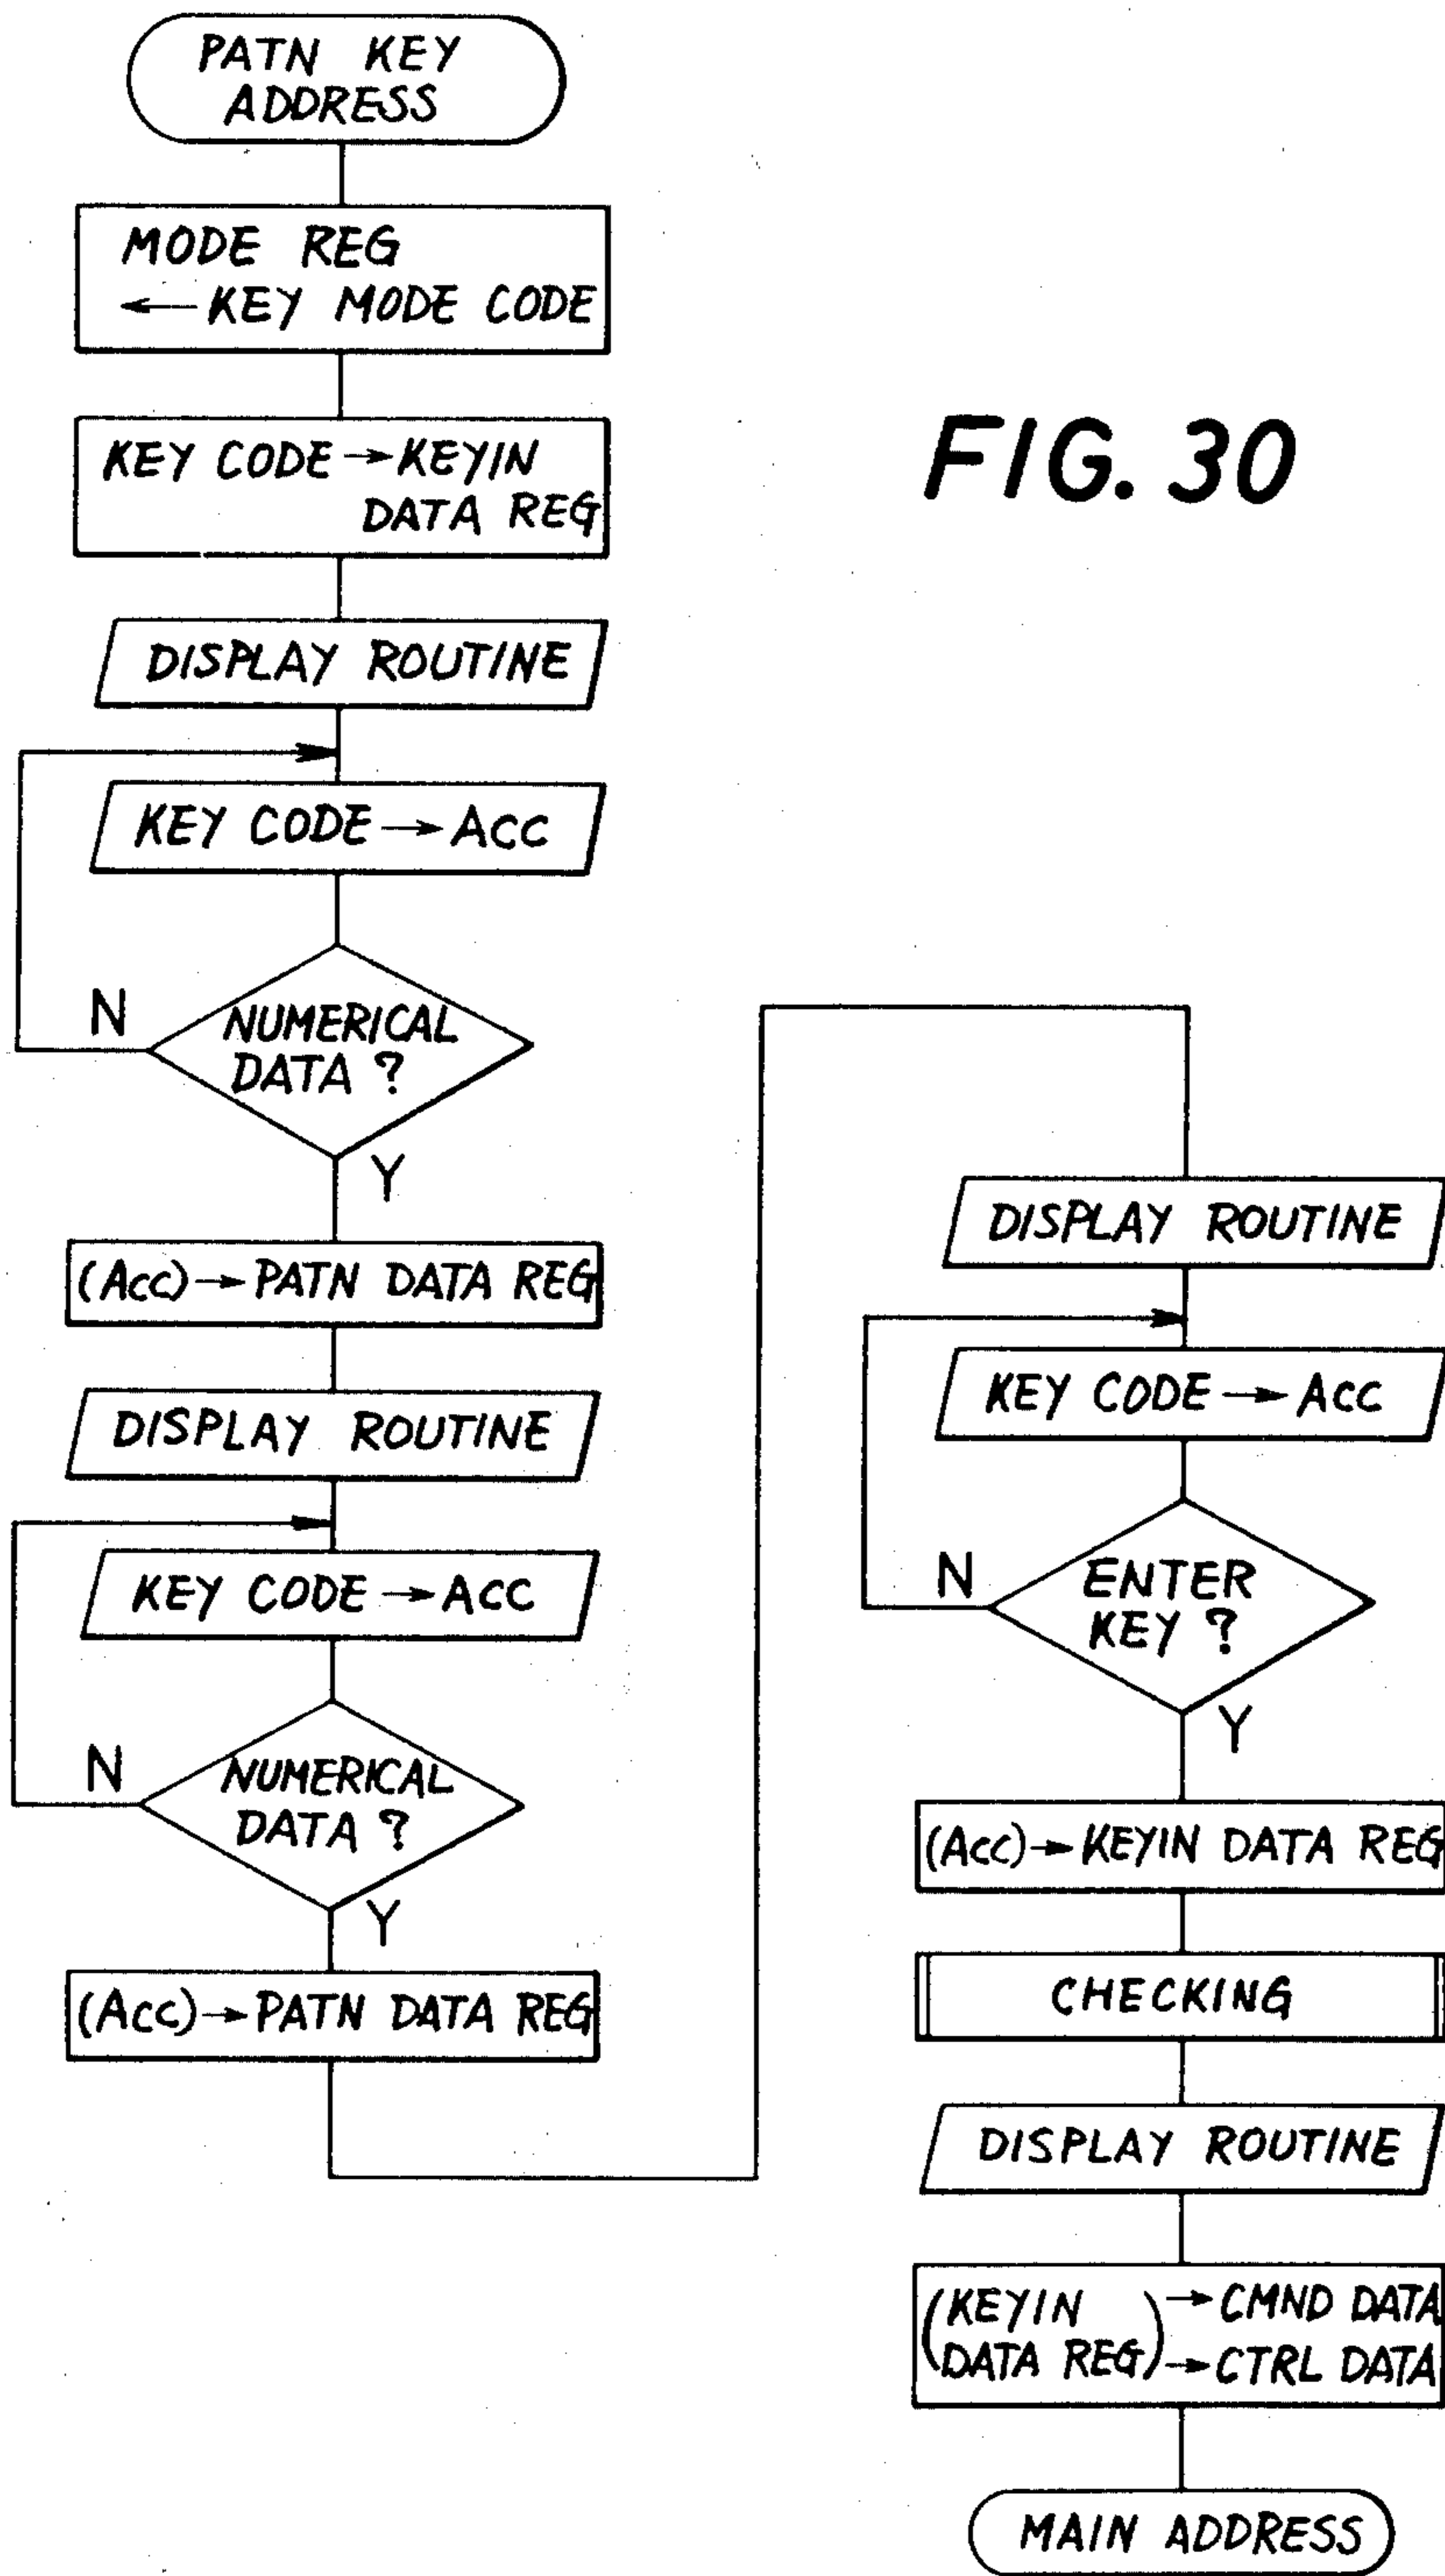 PATN KEY
ADDRESS
MODE REG
← KEY MODE CODE
KEY CODE → KEYIN
DATA REG
FIG. 30
DISPLAY ROUTINE
KEY CODE → ACC
N
NUMERICAL
DATA ?
Y
(ACC) → PATN DATA REG
DISPLAY ROUTINE
KEY CODE → ACC
N
NUMERICAL
DATA ?
Y
(ACC) → PATN DATA REG
DISPLAY ROUTINE
KEY CODE → ACC
N
ENTER
KEY ?
Y
(ACC) → KEYIN DATA REG
CHECKING
DISPLAY ROUTINE
(KEYIN → CMND DATA
DATA REG) → CTRL DATA
MAIN ADDRESS